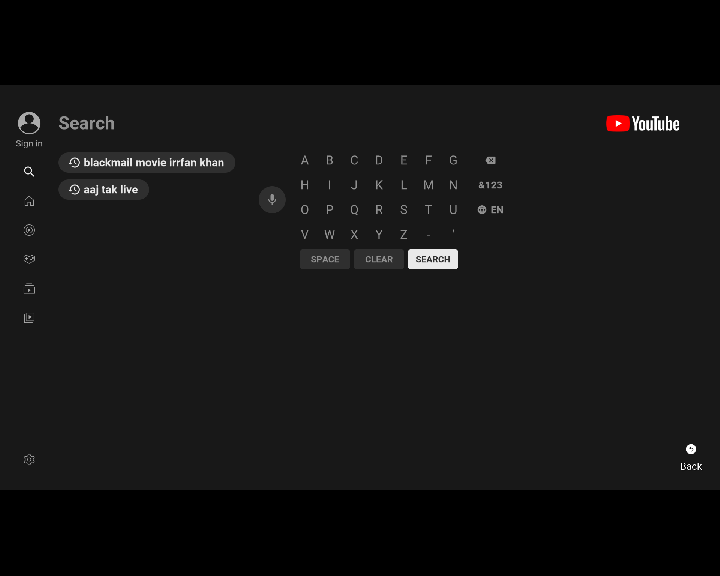 Search
YouTube
Sign in
blackmail movie irrfan khan
aaj tak live
A B C D E F G
H I J K L M N &123
O P Q R S T U EN
V W X Y Z - '
SPACE CLEAR SEARCH
Back